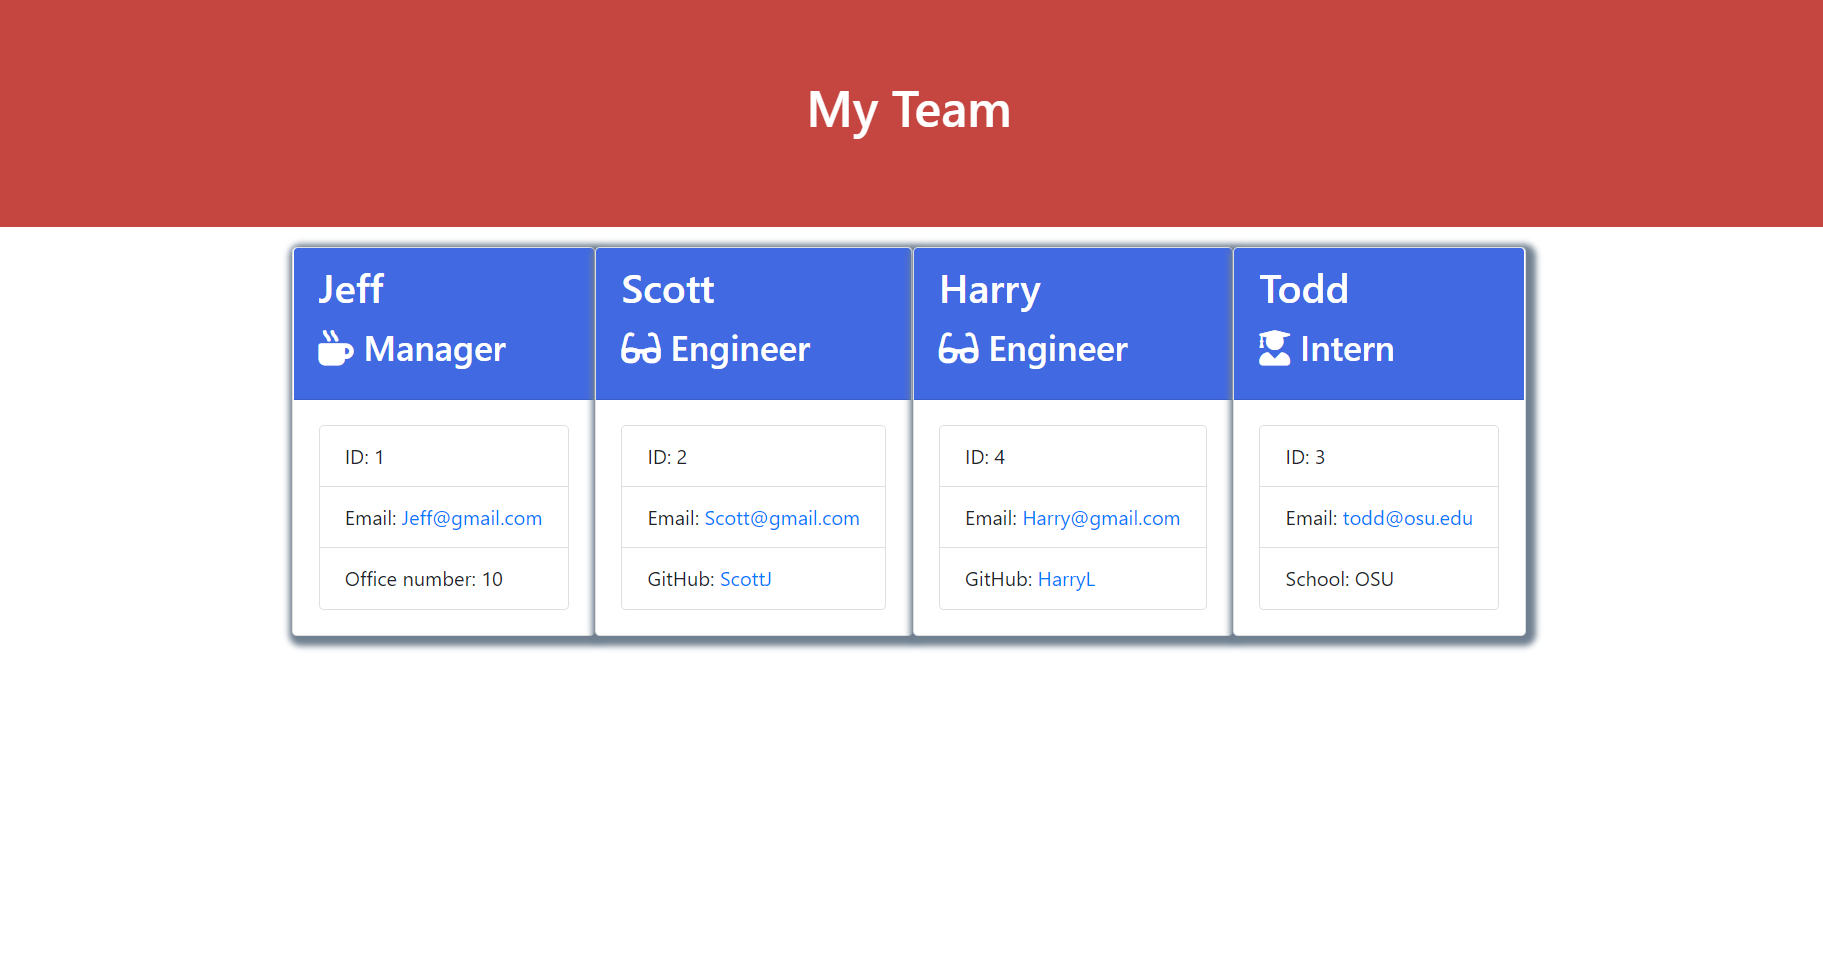 My Team
Jeff
Manager
ID: 1
Email: Jeff@gmail.com
Office number: 10
Scott
Engineer
ID: 2
Email: Scott@gmail.com
GitHub: ScottJ
Harry
Engineer
ID: 4
Email: Harry@gmail.com
GitHub: HarryL
Todd
Intern
ID: 3
Email: todd@osu.edu
School: OSU